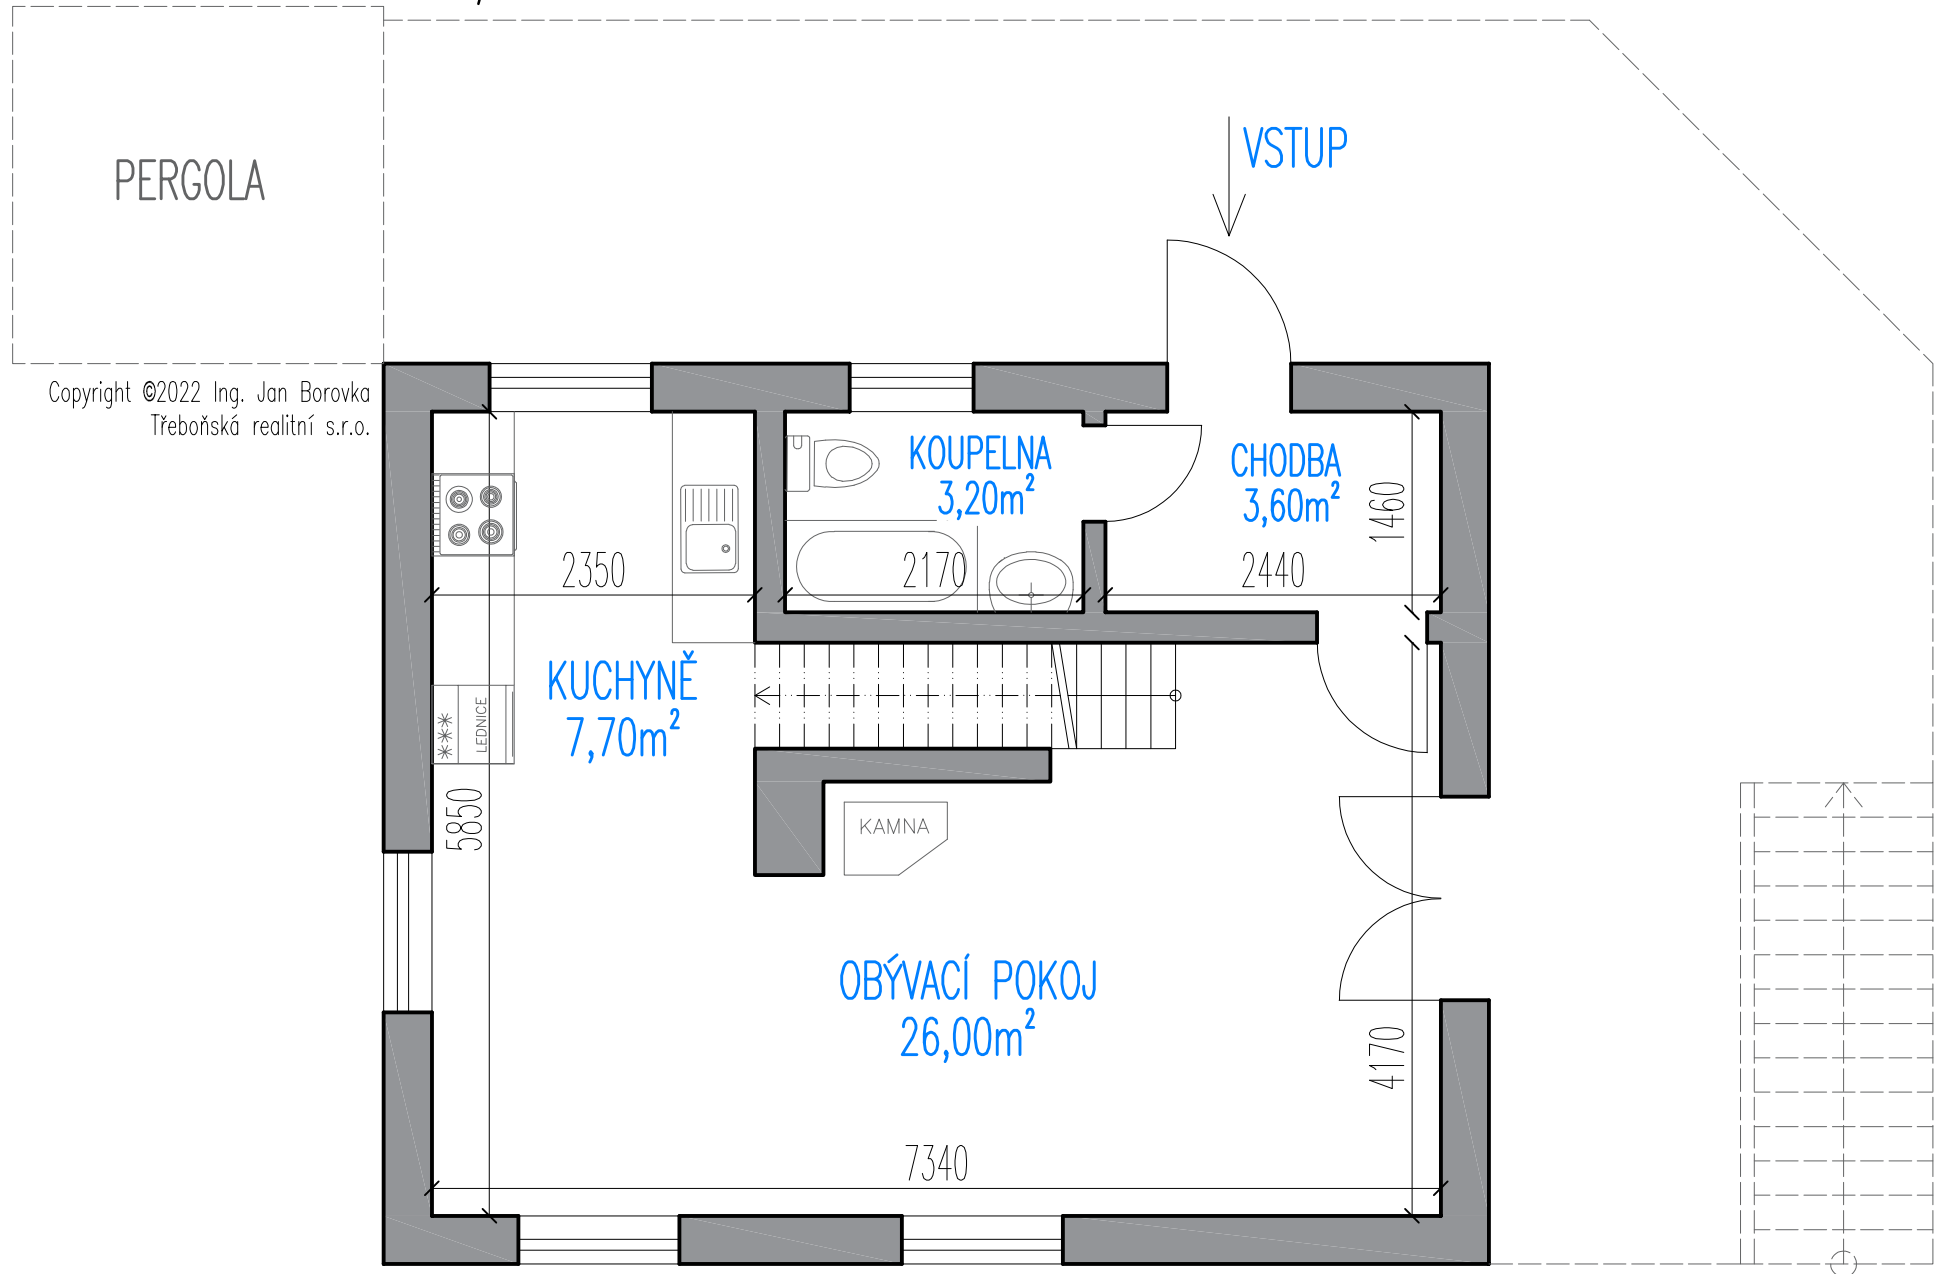 PERGOLA
VSTUP
Copyright ©2022 Ing. Jan Borovka
Třeboňská realitní s.r.o.
KOUPELNA
3,20m²
CHODBA
3,60m²
1460
2350
2170
2440
KUCHYNĚ
7,70m²
LEDNICE
5850
KAMNA
OBÝVACÍ POKOJ
26,00m²
4170
7340